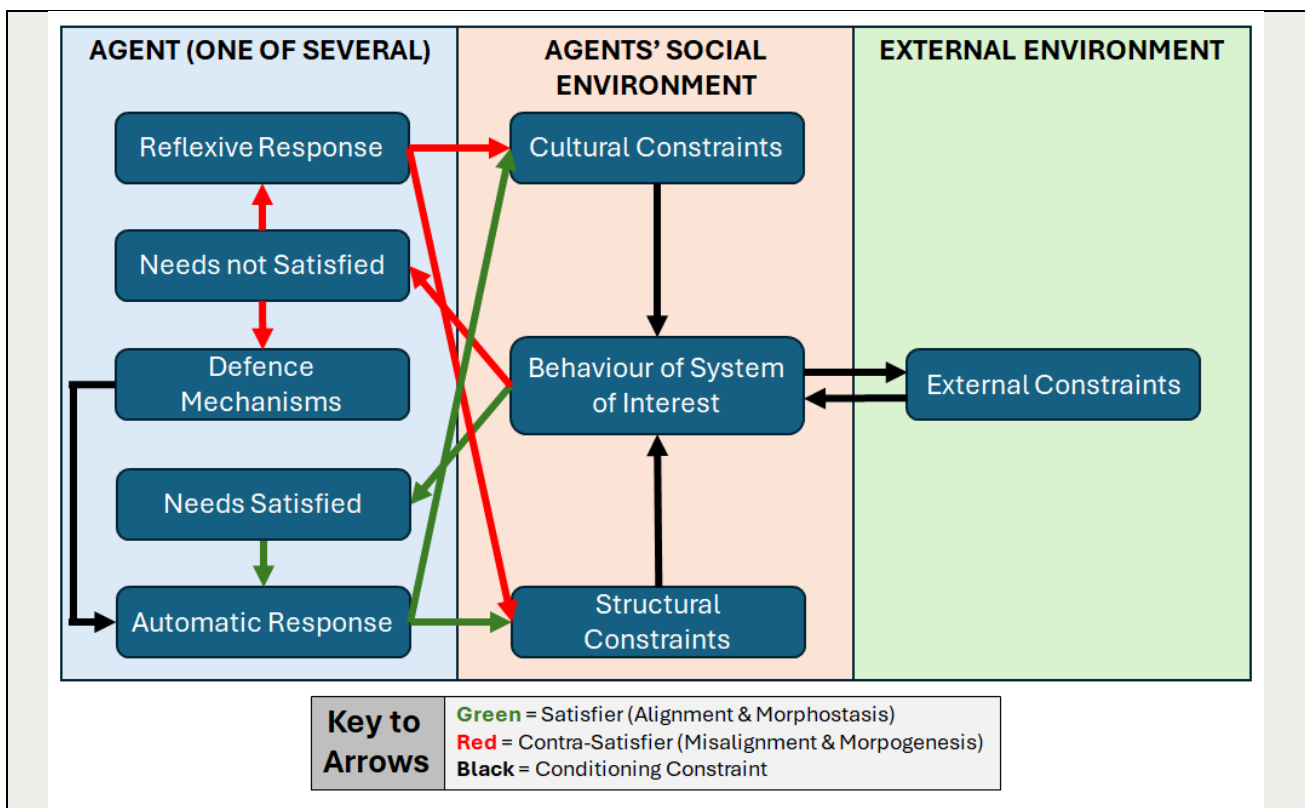 AGENT (ONE OF SEVERAL)
AGENTS’ SOCIAL
ENVIRONMENT
EXTERNAL ENVIRONMENT
Reflexive Response
Cultural Constraints
Needs not Satisfied
Defence
Mechanisms
Behaviour of System
of Interest
External Constraints
Needs Satisfied
Automatic Response
Structural
Constraints
Key to
Arrows
Green = Satisfier (Alignment & Morphostasis)
Red = Contra-Satisfier (Misalignment & Morpogenesis)
Black = Conditioning Constraint